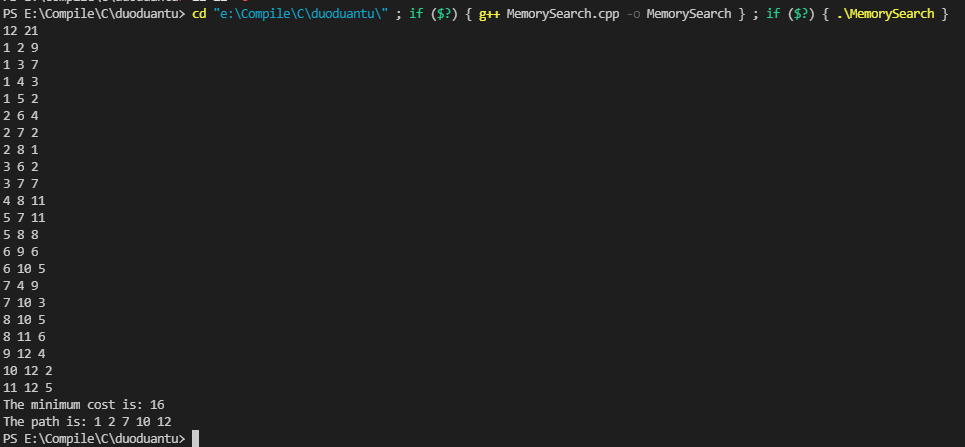 PS E:\Compile\C\duoduantu> cd "e:\Compile\C\duoduantu\" ; if ($?) { g++ MemorySearch.cpp -o MemorySearch } ; if ($?) { .\MemorySearch }
12 21
1 2 9
1 3 7
1 4 3
1 5 2
2 6 4
2 7 2
2 8 1
3 6 2
3 7 7
4 8 11
5 7 11
5 8 8
6 9 6
6 10 5
7 4 9
7 10 3
8 10 5
8 11 6
9 12 4
10 12 2
11 12 5
The minimum cost is: 16
The path is: 1 2 7 10 12
PS E:\Compile\C\duoduantu>